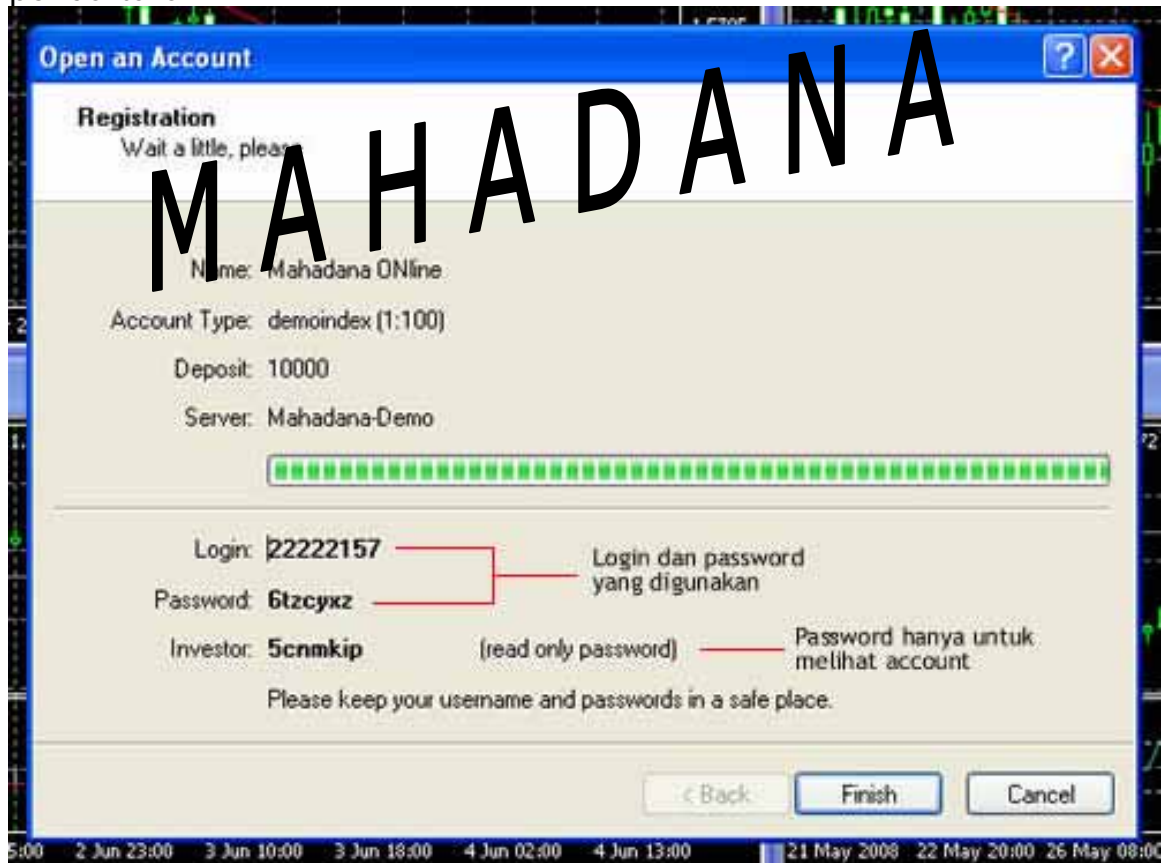 Open an Account
MAHADANA
Registration
Wait a little, please
Name: Mahadana ONline
Account Type: demoindex (1:100)
Deposit: 10000
Server: Mahadana-Demo
Login: 22222157
Login dan password
yang digunakan
Password: 6tzcyxz
Investor: 5cnmkip (read only password)
Password hanya untuk
melihat account
Please keep your username and passwords in a safe place.
< Back Finish Cancel
5:00 2 Jun 23:00 3 Jun 10:00 3 Jun 18:00 4 Jun 02:00 4 Jun 13:00 21 May 2008 22 May 20:00 26 May 08:00